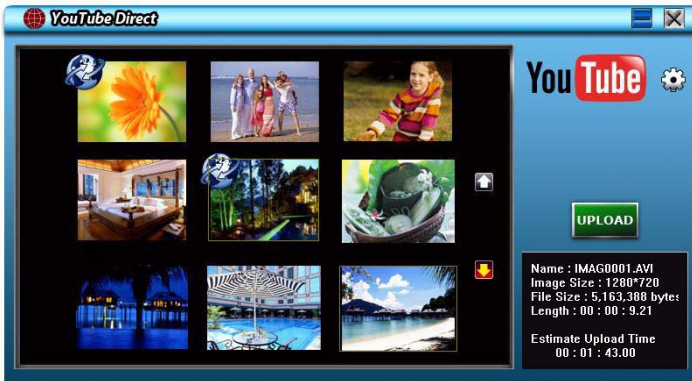 YouTube Direct
YouTube
UPLOAD
Name : IMAG0001.AVI
Image Size : 1280*720
File Size : 5,163,388 bytes
Length : 00 : 00 : 9.21
Estimate Upload Time
00 : 01 : 43.00